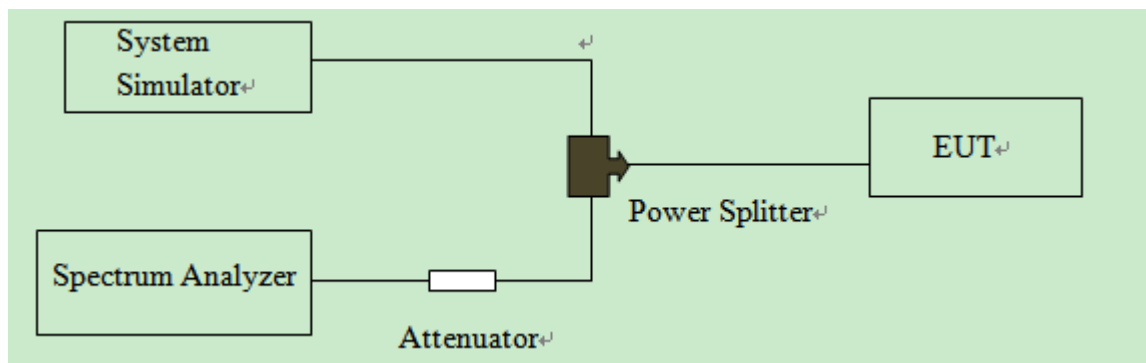 System
Simulator
EUT
Power Splitter
Spectrum Analyzer
Attenuator